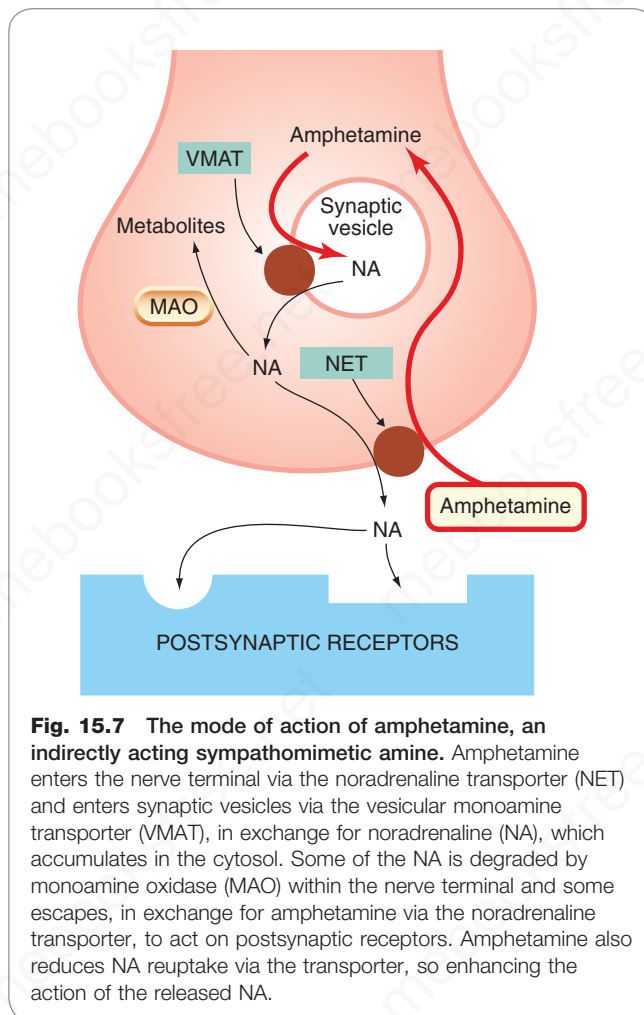 Amphetamine
VMAT
Synaptic
vesicle
Metabolites
NA
MAO
NA
NET
Amphetamine
NA
POSTSYNAPTIC RECEPTORS
Fig. 15.7 The mode of action of amphetamine, an
indirectly acting sympathomimetic amine. Amphetamine
enters the nerve terminal via the noradrenaline transporter (NET)
and enters synaptic vesicles via the vesicular monoamine
transporter (VMAT), in exchange for noradrenaline (NA), which
accumulates in the cytosol. Some of the NA is degraded by
monoamine oxidase (MAO) within the nerve terminal and some
escapes, in exchange for amphetamine via the noradrenaline
transporter, to act on postsynaptic receptors. Amphetamine also
reduces NA reuptake via the transporter, so enhancing the
action of the released NA.